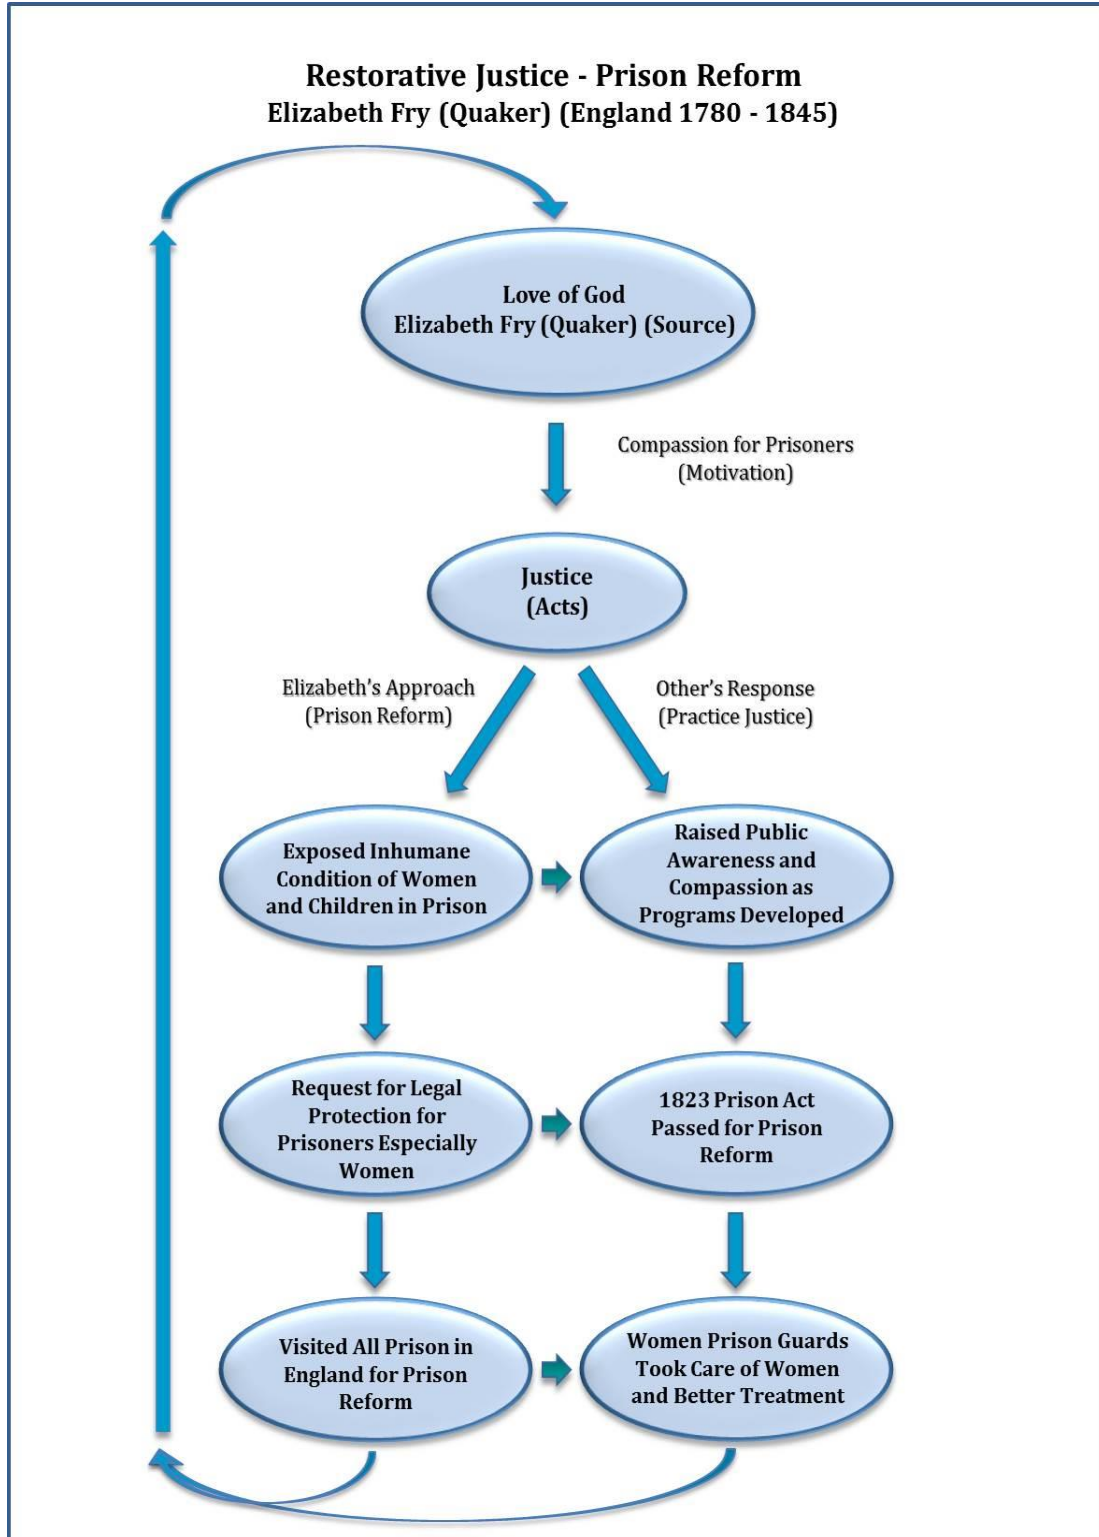 Restorative Justice - Prison Reform
Elizabeth Fry (Quaker) (England 1780 - 1845)
Love of God
Elizabeth Fry (Quaker) (Source)
Compassion for Prisoners
(Motivation)
Justice
(Acts)
Elizabeth's Approach
(Prison Reform)
Other's Response
(Practice Justice)
Exposed Inhumane
Condition of Women
and Children in Prison
Raised Public
Awareness and
Compassion as
Programs Developed
Request for Legal
Protection for
Prisoners Especially
Women
1823 Prison Act
Passed for Prison
Reform
Visited All Prison in
England for Prison
Reform
Women Prison Guards
Took Care of Women
and Better Treatment